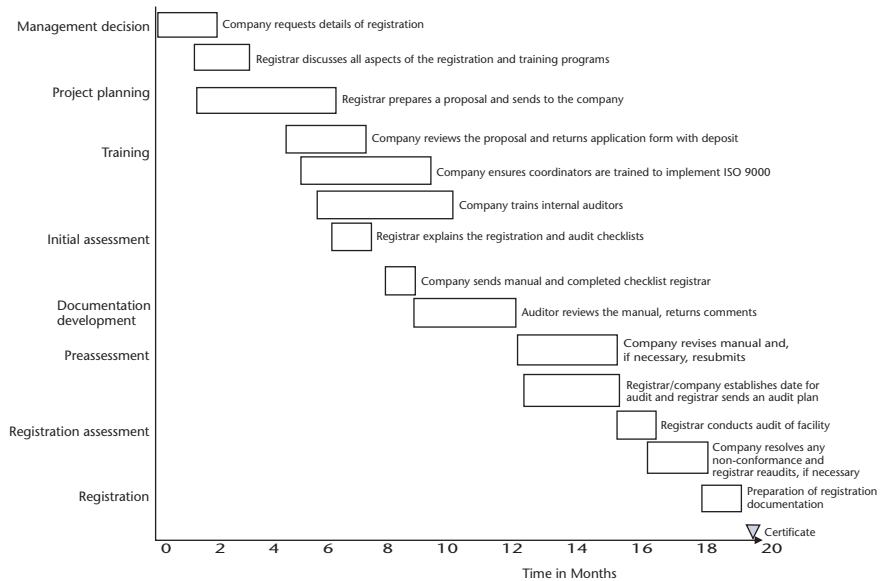 Management decision
Company requests details of registration
Registrar discusses all aspects of the registration and training programs
Project planning
Registrar prepares a proposal and sends to the company
Company reviews the proposal and returns application form with deposit
Training
Company ensures coordinators are trained to implement ISO 9000
Company trains internal auditors
Initial assessment
Registrar explains the registration and audit checklists
Company sends manual and completed checklist registrar
Documentation
development
Auditor reviews the manual, returns comments
Preassessment
Company revises manual and,
if necessary, resubmits
Registrar/company establishes date for
audit and registrar sends an audit plan
Registration assessment
Registrar conducts audit of facility
Company resolves any
non-conformance and
registrar reaudits, if necessary
Registration
Preparation of registration
documentation
Certificate
0 2 4 6 8 10 12 14 16 18 20
Time in Months